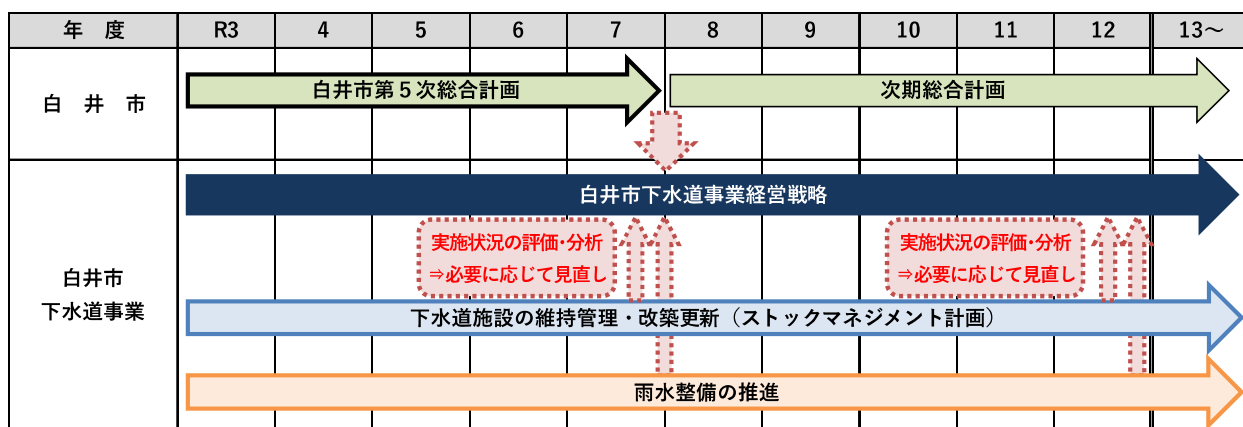 年 度 R3 4 5 6 7 8 9 10 11 12 13～
白 井 市
白井市第５次総合計画
次期総合計画
白井市
下水道事業
白井市下水道事業経営戦略
実施状況の評価・分析
⇒必要に応じて見直し
実施状況の評価・分析
⇒必要に応じて見直し
下水道施設の維持管理・改築更新（ストックマネジメント計画）
雨水整備の推進